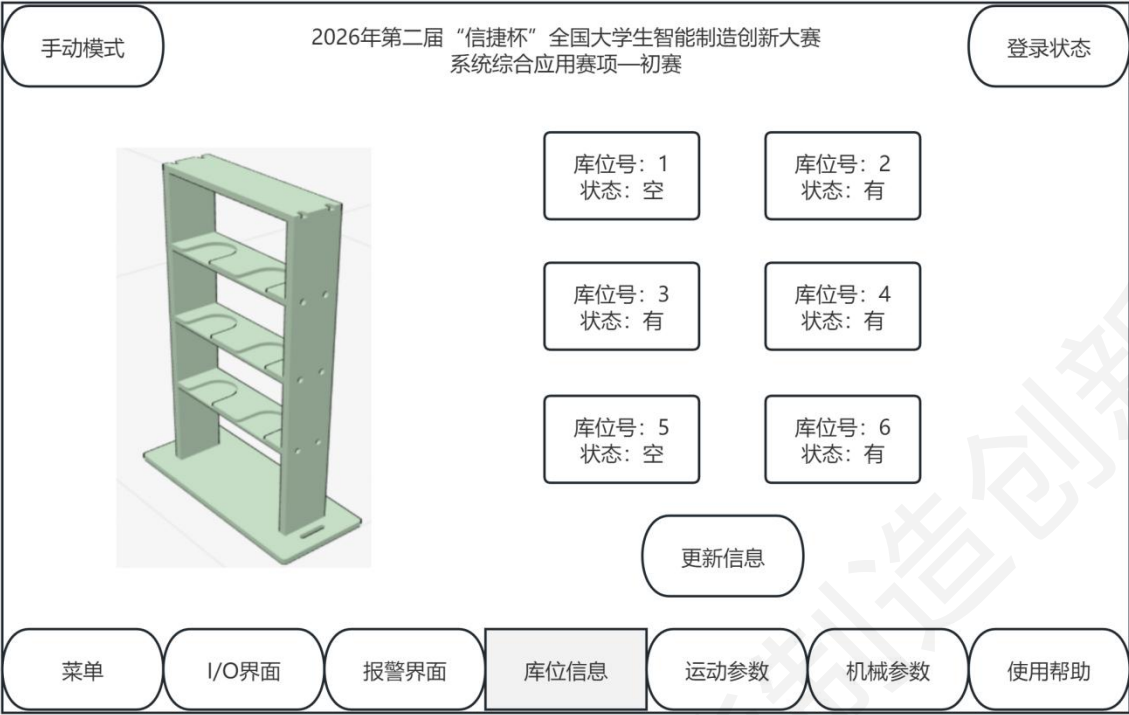 手动模式
2026年第二届“信捷杯”全国大学生智能制造创新大赛
系统综合应用赛项—初赛
登录状态
库位号：1
状态：空
库位号：2
状态：有
库位号：3
状态：有
库位号：4
状态：有
库位号：5
状态：空
库位号：6
状态：有
更新信息
菜单
I/O界面
报警界面
库位信息
运动参数
机械参数
使用帮助
制造创新